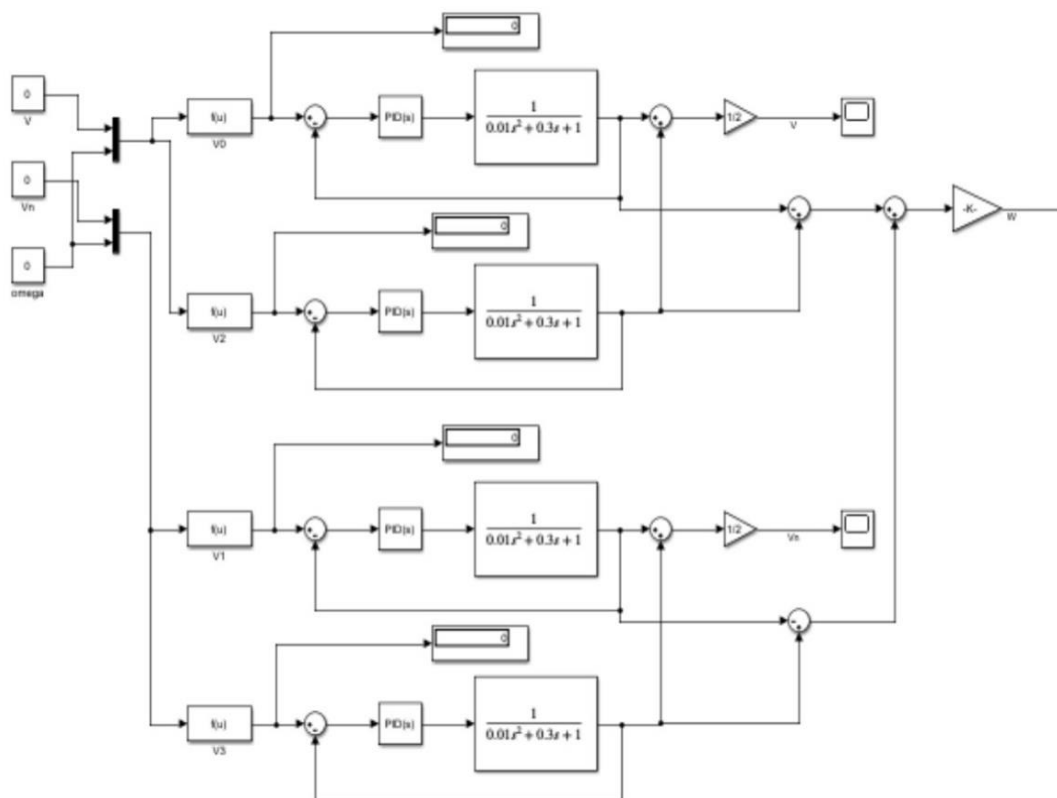 0
0
V
f(u)
V0
PID(s)
1
0.01s² + 0.3s + 1
1/2
V
0
Vn
-K-
W
0
omega
0
f(u)
V2
PID(s)
1
0.01s² + 0.3s + 1
0
f(u)
V1
PID(s)
1
0.01s² + 0.3s + 1
1/2
Vn
0
f(u)
V3
PID(s)
1
0.01s² + 0.3s + 1